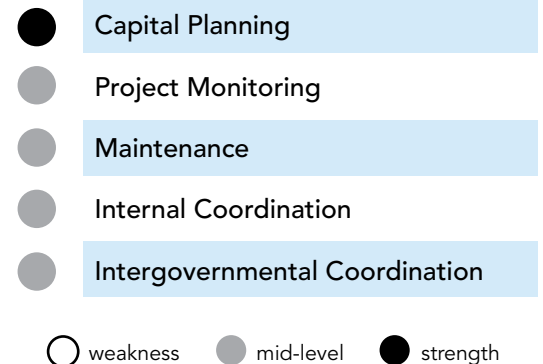 Capital Planning
Project Monitoring
Maintenance
Internal Coordination
Intergovernmental Coordination
weakness mid-level strength